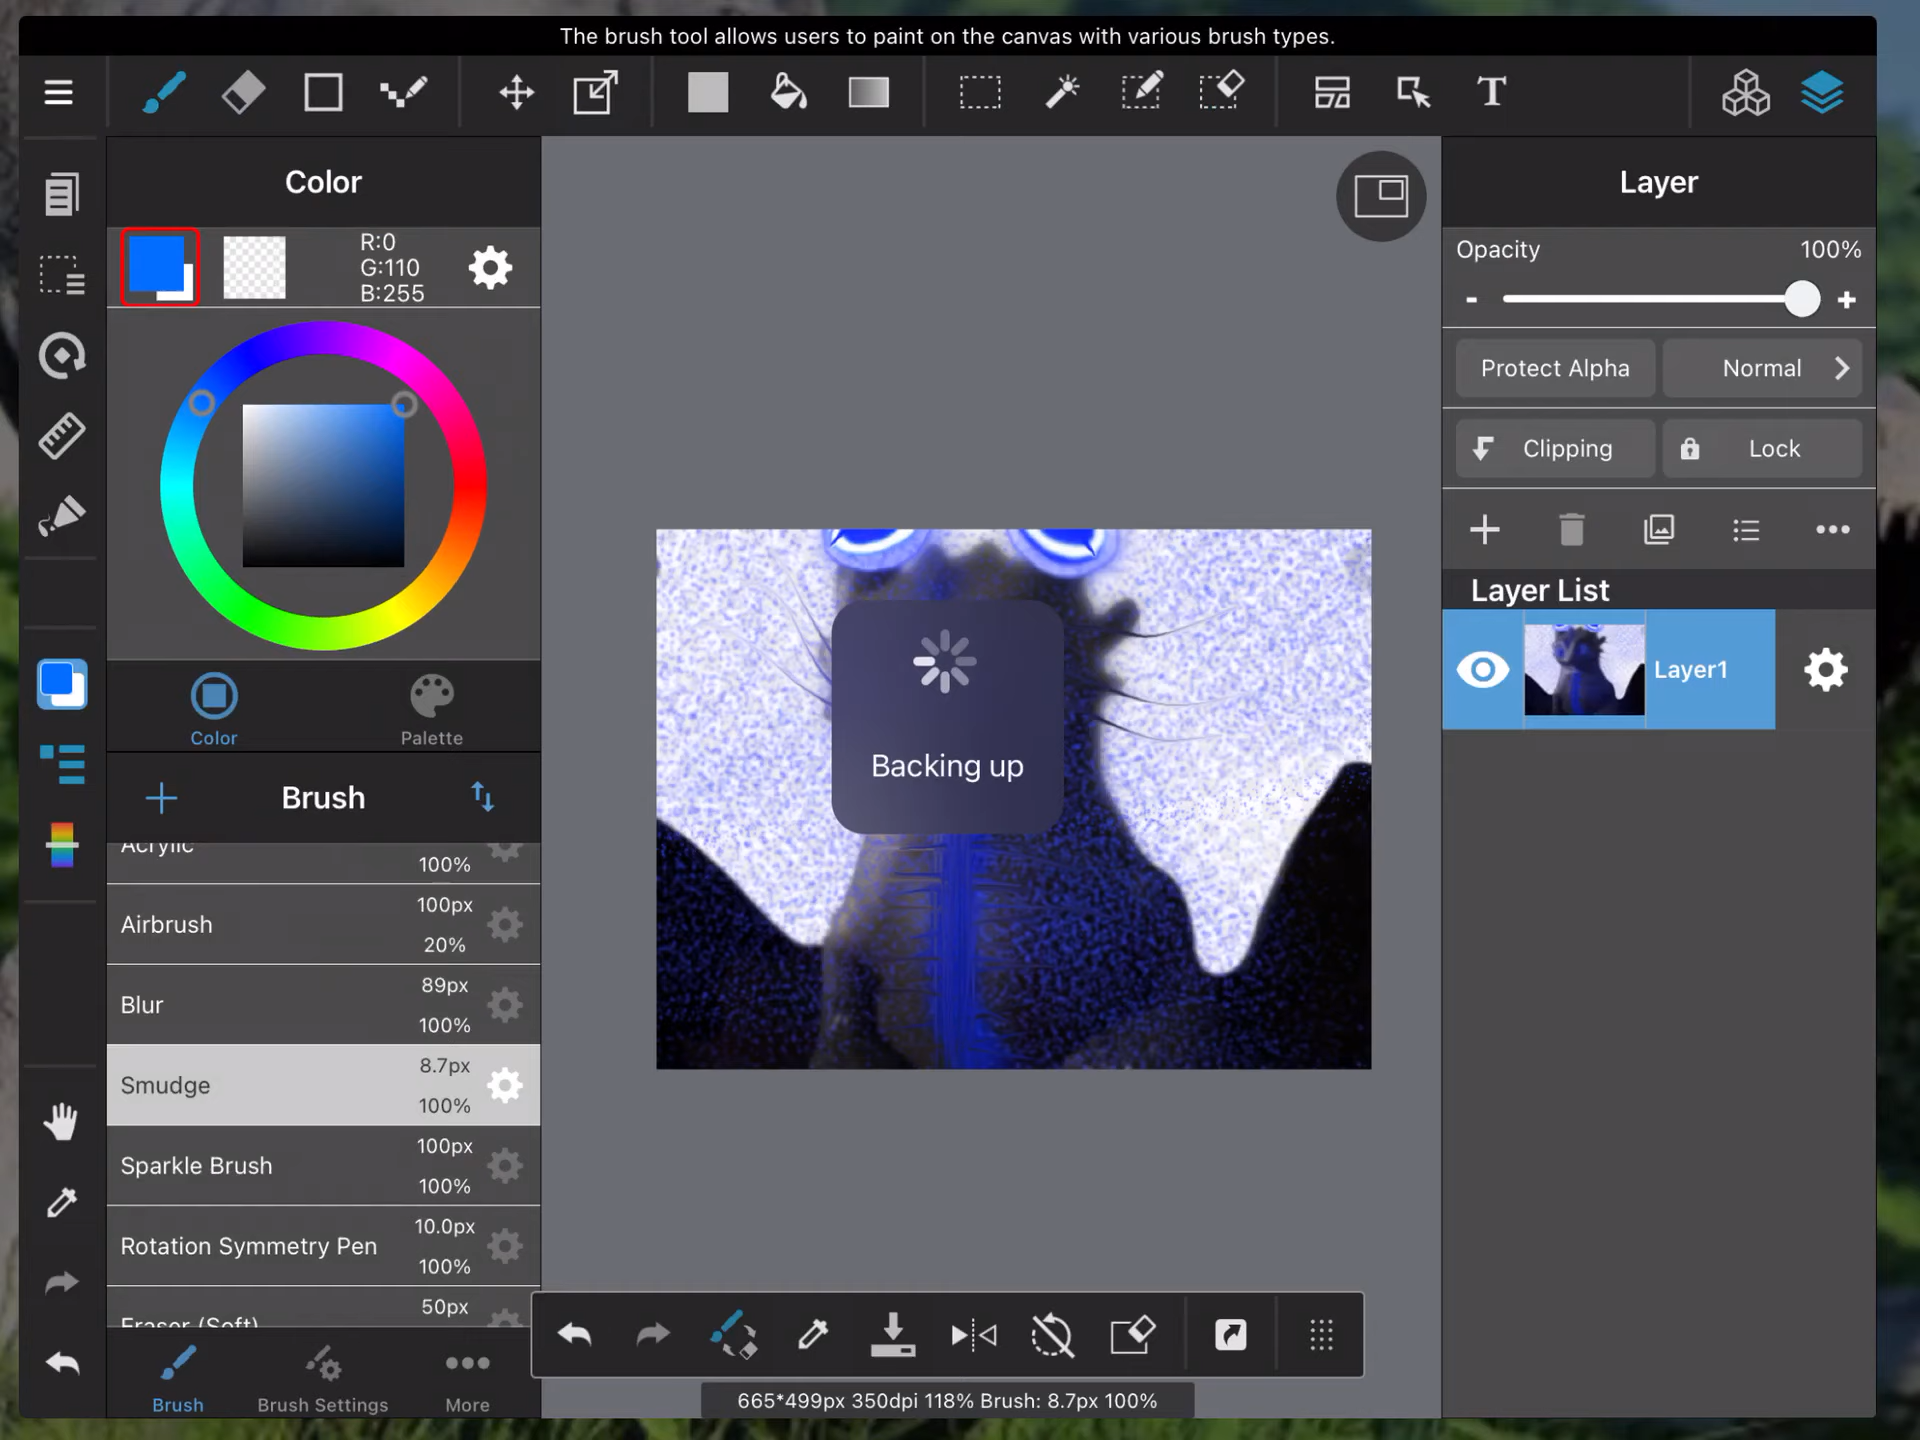 The brush tool allows users to paint on the canvas with various brush types.
T
Color
R:0
G:110
B:255
Color
Palette
Brush
Acrylic
100%
Airbrush
100px
20%
Blur
89px
100%
Smudge
8.7px
100%
Sparkle Brush
100px
100%
Rotation Symmetry Pen
10.0px
100%
Eraser (Soft)
50px
Brush
Brush Settings
More
Backing up
665*499px 350dpi 118% Brush: 8.7px 100%
Layer
Opacity
100%
-
+
Protect Alpha
Normal
Clipping
Lock
Layer List
Layer1